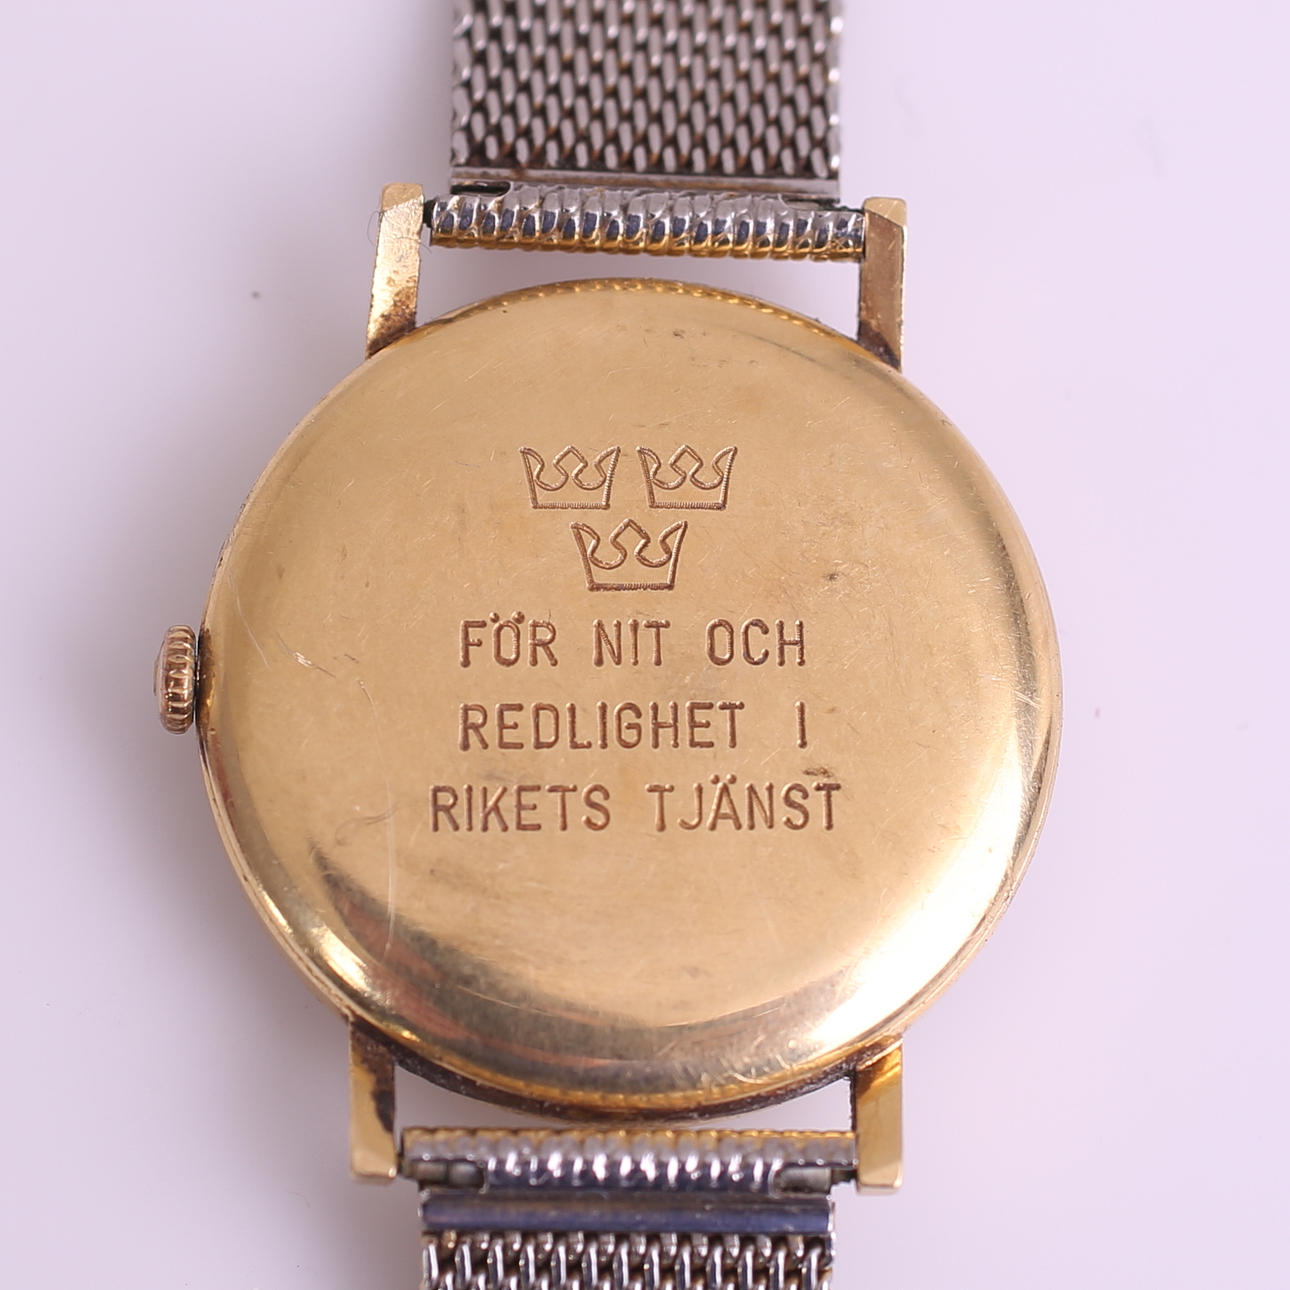 FÖR NIT OCH
REDLIGHET I
RIKETS TJÄNST